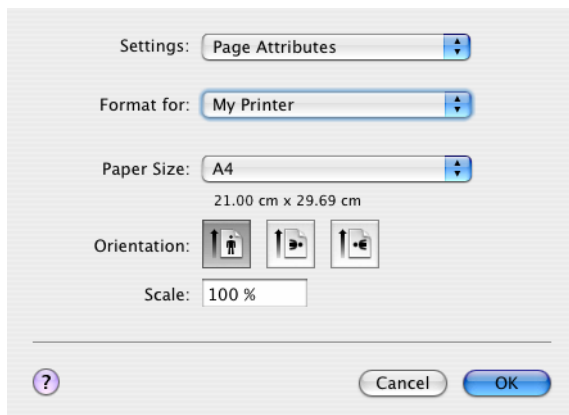 Settings: Page Attributes
Format for: My Printer
Paper Size: A4
21.00 cm x 29.69 cm
Orientation:
Scale: 100 %
? Cancel OK